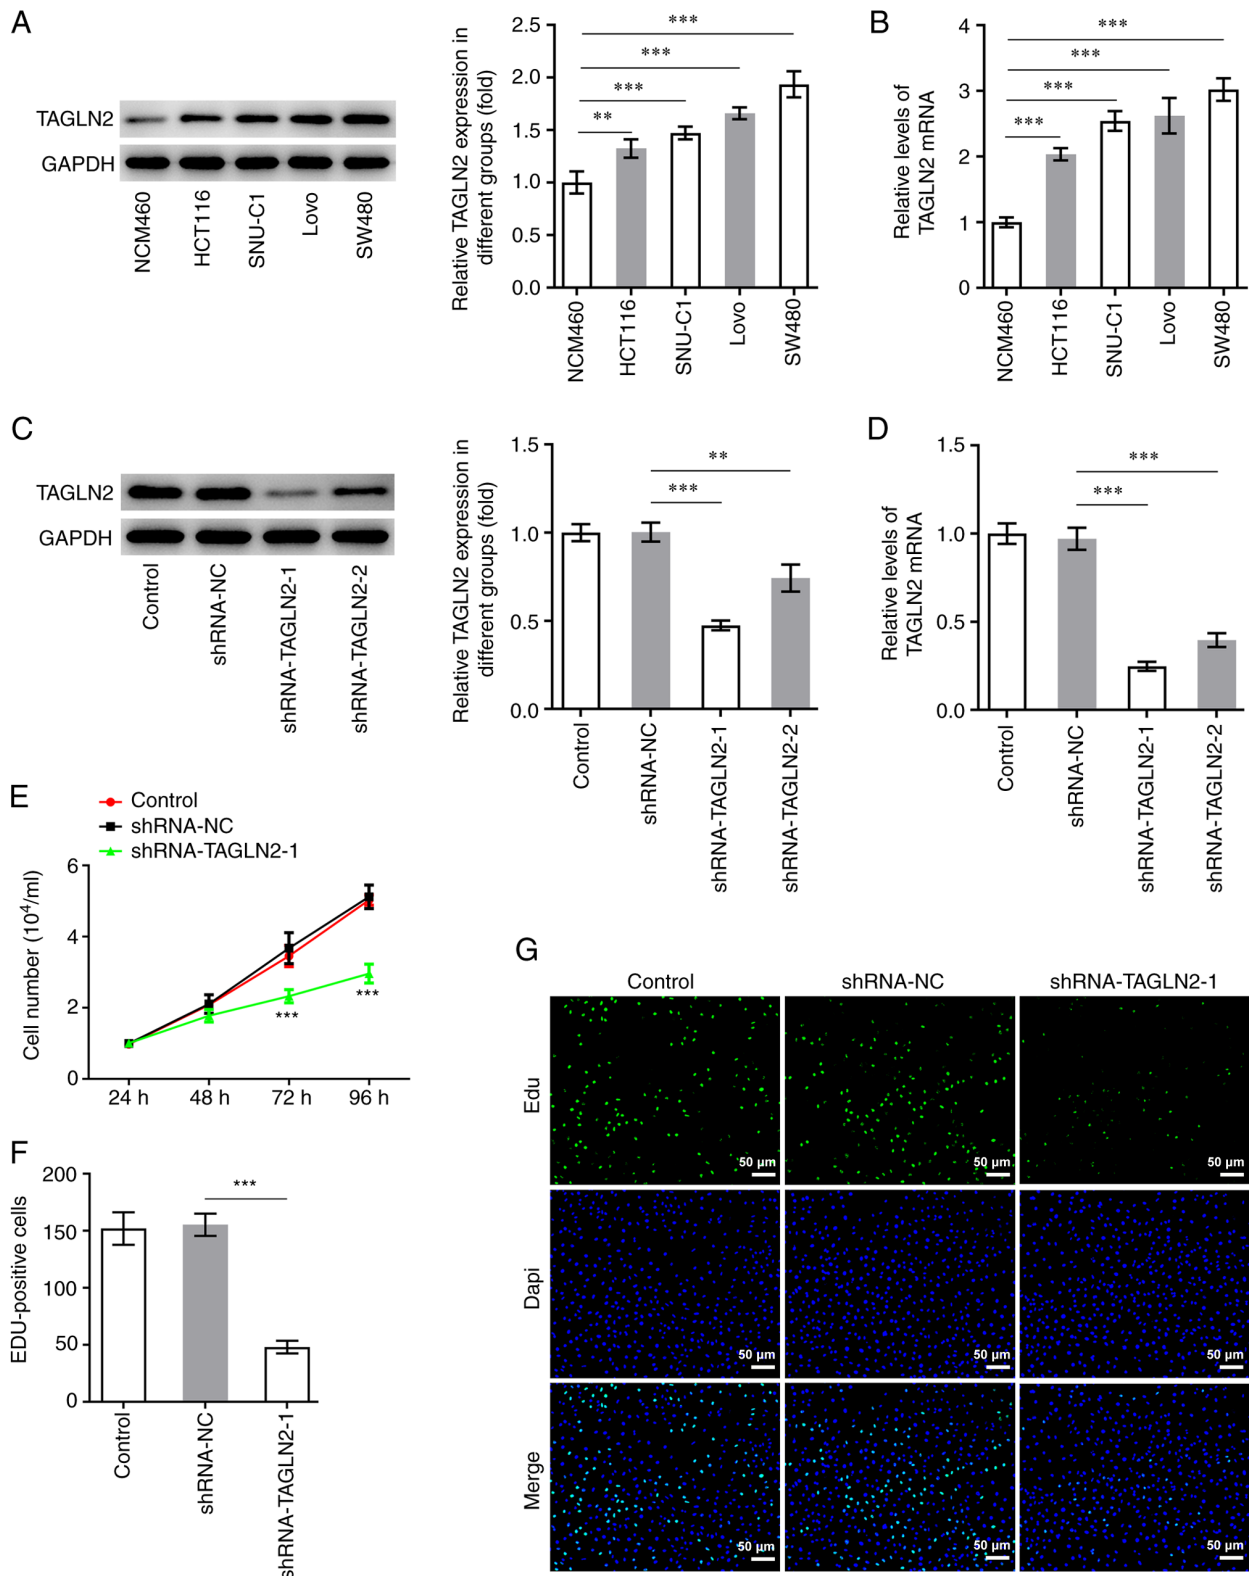 A
TAGLN2
GAPDH
NCM460
HCT116
SNU-C1
Lovo
SW480
Relative TAGLN2 expression in
different groups (fold)
2.5
2.0
1.5
1.0
0.5
0.0
***
***
***
**
NCM460
HCT116
SNU-C1
Lovo
SW480
B
Relative levels of
TAGLN2 mRNA
4
3
2
1
0
***
***
***
***
NCM460
HCT116
SNU-C1
Lovo
SW480
C
TAGLN2
GAPDH
Control
shRNA-NC
shRNA-TAGLN2-1
shRNA-TAGLN2-2
Relative TAGLN2 expression in
different groups (fold)
1.5
1.0
0.5
0.0
**
***
Control
shRNA-NC
shRNA-TAGLN2-1
shRNA-TAGLN2-2
D
Relative levels of
TAGLN2 mRNA
1.5
1.0
0.5
0.0
***
***
Control
shRNA-NC
shRNA-TAGLN2-1
shRNA-TAGLN2-2
E
Control
shRNA-NC
shRNA-TAGLN2-1
Cell number (10⁴/ml)
6
4
2
0
***
***
24 h
48 h
72 h
96 h
F
EDU-positive cells
200
150
100
50
0
***
Control
shRNA-NC
shRNA-TAGLN2-1
G
Control
shRNA-NC
shRNA-TAGLN2-1
Edu
50 µm
50 µm
50 µm
Dapi
50 µm
50 µm
50 µm
Merge
50 µm
50 µm
50 µm